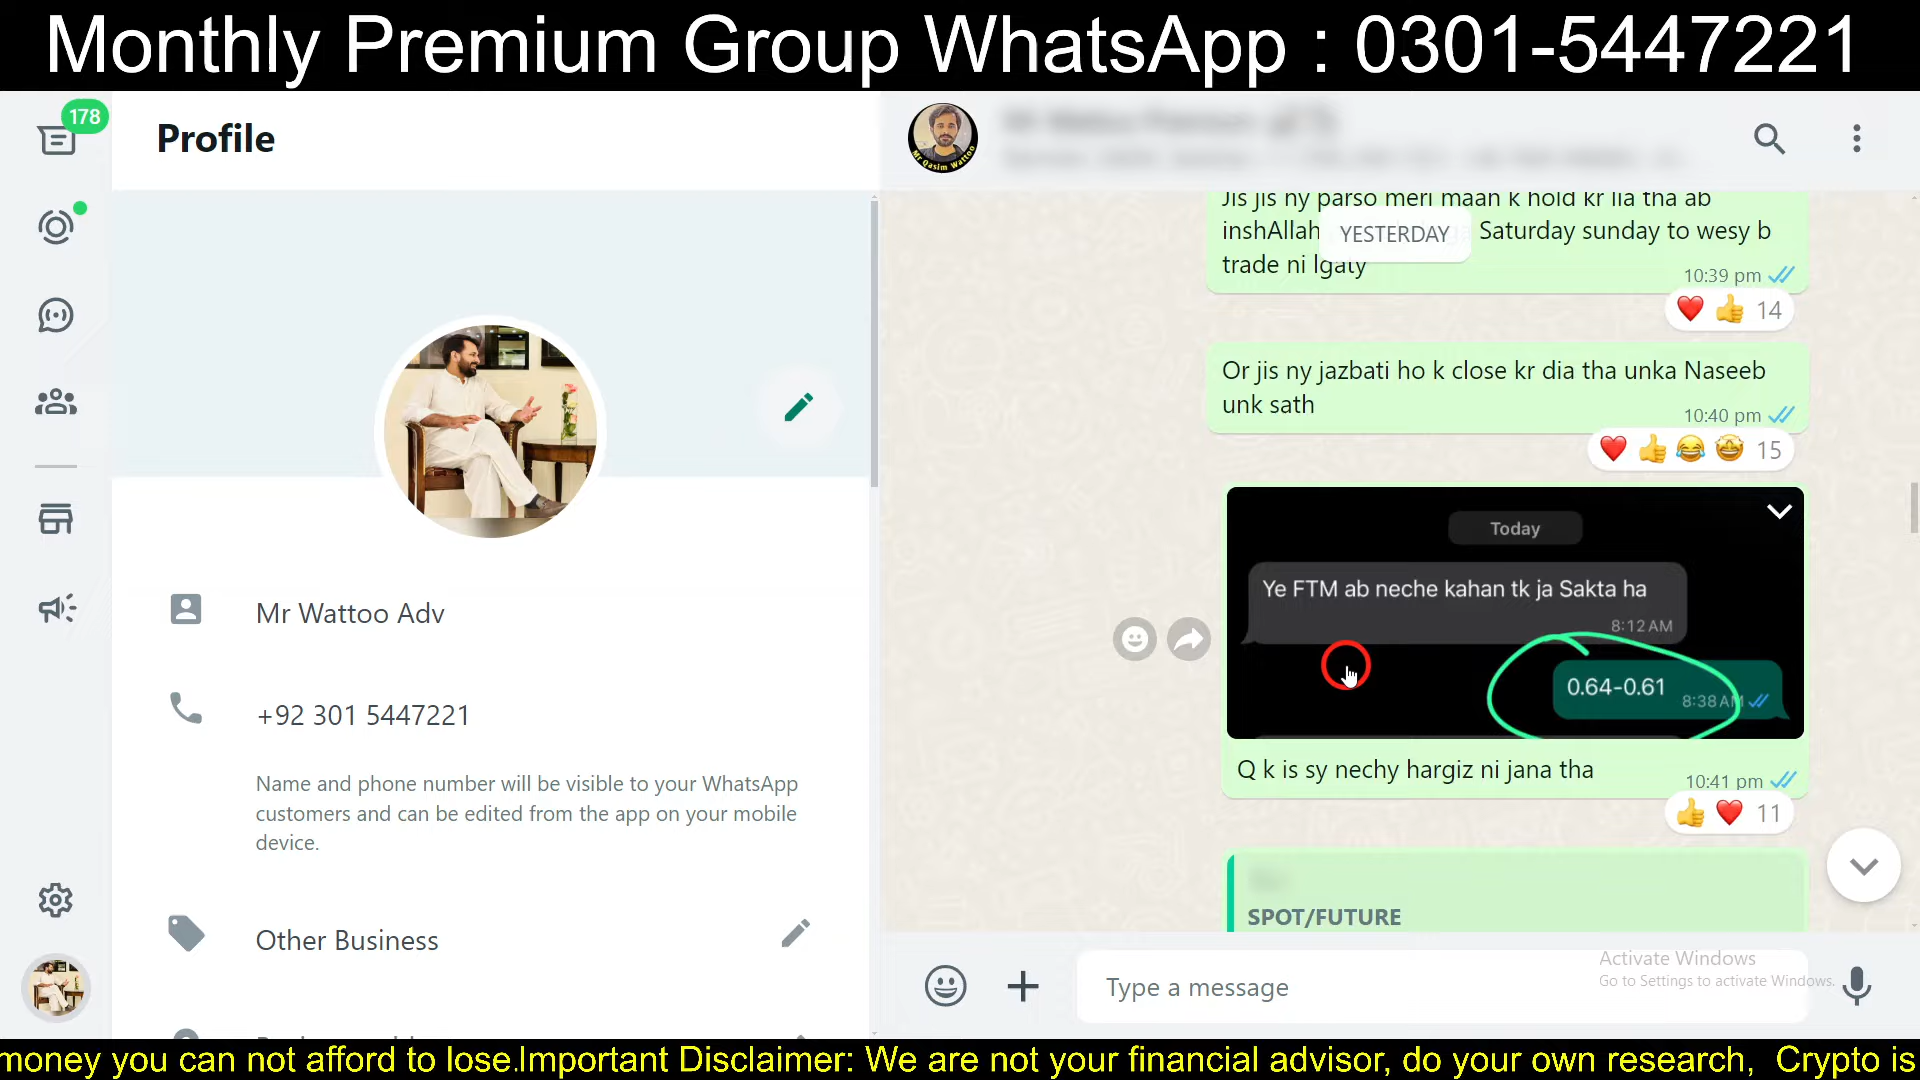 Monthly Premium Group WhatsApp : 0301-5447221
178
Profile
Mr Qasim Wattoo
Jis jis ny parso meri maan k hold kr lia tha ab
inshAllah Saturday sunday to wesy b
YESTERDAY
trade ni lgaty
10:39 pm
14
Or jis ny jazbati ho k close kr dia tha unka Naseeb
unk sath
10:40 pm
15
Today
Ye FTM ab neche kahan tk ja Sakta ha
8:12 AM
0.64-0.61
8:38 AM
Q k is sy nechy hargiz ni jana tha
10:41 pm
11
SPOT/FUTURE
Mr Wattoo Adv
+92 301 5447221
Name and phone number will be visible to your WhatsApp
customers and can be edited from the app on your mobile
device.
Other Business
Type a message
Activate Windows
Go to Settings to activate Windows.
money you can not afford to lose.Important Disclaimer: We are not your financial advisor, do your own research, Crypto is